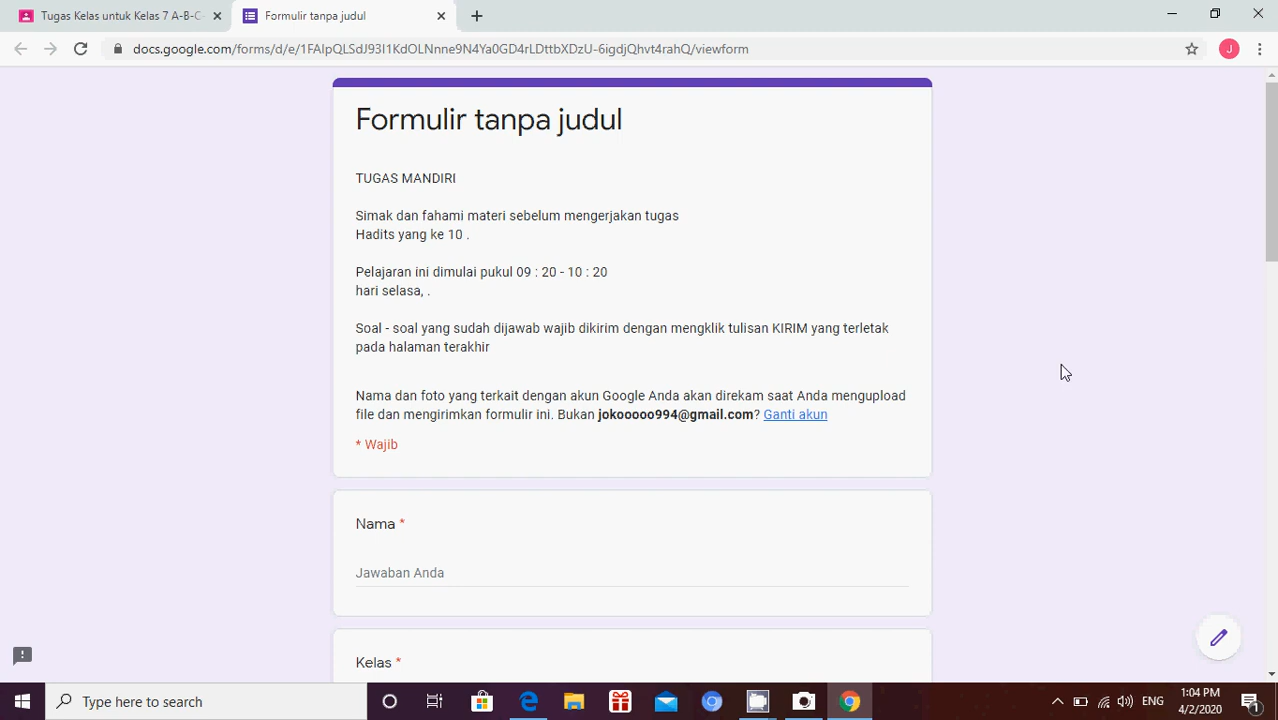 Tugas Kelas untuk Kelas 7 A-B-C-
Formulir tanpa judul
docs.google.com/forms/d/e/1FAIpQLSdJ93I1KdOLNnne9N4Ya0GD4rLDttbXDzU-6igdjQhvt4rahQ/viewform
J
Formulir tanpa judul
TUGAS MANDIRI
Simak dan fahami materi sebelum mengerjakan tugas
Hadits yang ke 10 .
Pelajaran ini dimulai pukul 09 : 20 - 10 : 20
hari selasa, .
Soal - soal yang sudah dijawab wajib dikirim dengan mengklik tulisan KIRIM yang terletak
pada halaman terakhir
Nama dan foto yang terkait dengan akun Google Anda akan direkam saat Anda mengupload
file dan mengirimkan formulir ini. Bukan jokooooo994@gmail.com? Ganti akun
* Wajib
Nama *
Jawaban Anda
Kelas *
Type here to search
ENG
1:04 PM
4/2/2020
1